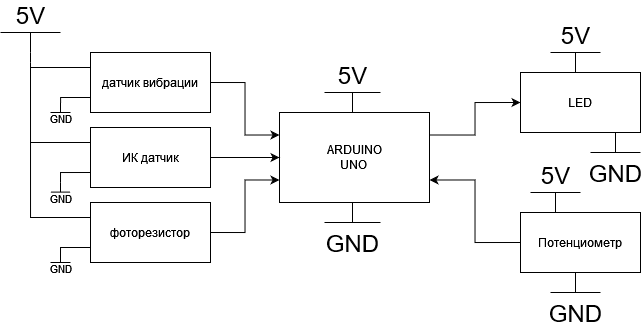 5V
датчик вибрации
GND
ИК датчик
GND
фоторезистор
GND
5V
ARDUINO
UNO
GND
5V
LED
GND
5V
Потенциометр
GND